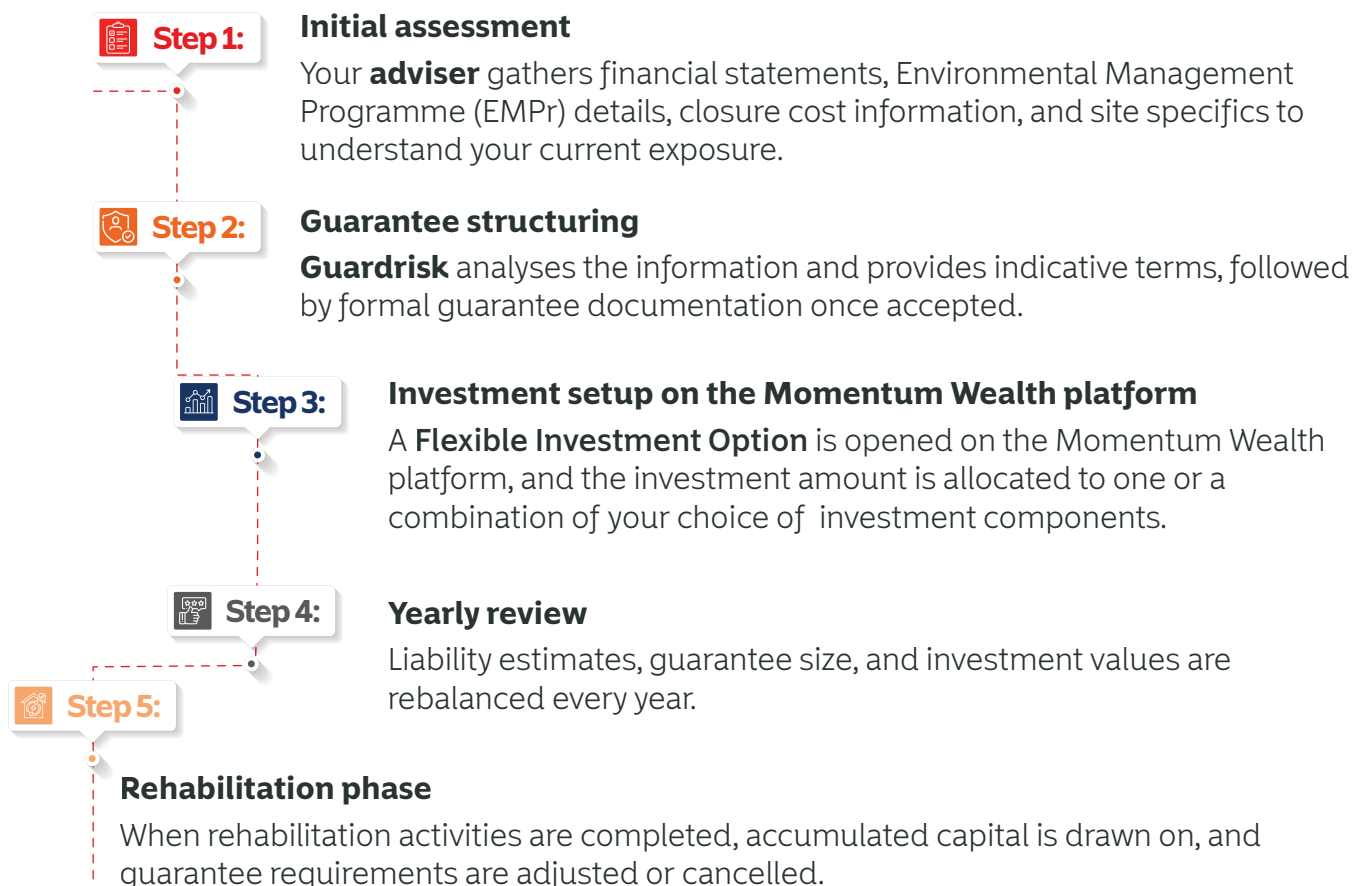 Step 1:
Initial assessment
Your adviser gathers financial statements, Environmental Management
Programme (EMPr) details, closure cost information, and site specifics to
understand your current exposure.
Step 2:
Guarantee structuring
Guardrisk analyses the information and provides indicative terms, followed
by formal guarantee documentation once accepted.
Step 3:
Investment setup on the Momentum Wealth platform
A Flexible Investment Option is opened on the Momentum Wealth
platform, and the investment amount is allocated to one or a
combination of your choice of investment components.
Step 4:
Yearly review
Liability estimates, guarantee size, and investment values are
rebalanced every year.
Step 5:
Rehabilitation phase
When rehabilitation activities are completed, accumulated capital is drawn on, and
guarantee requirements are adjusted or cancelled.